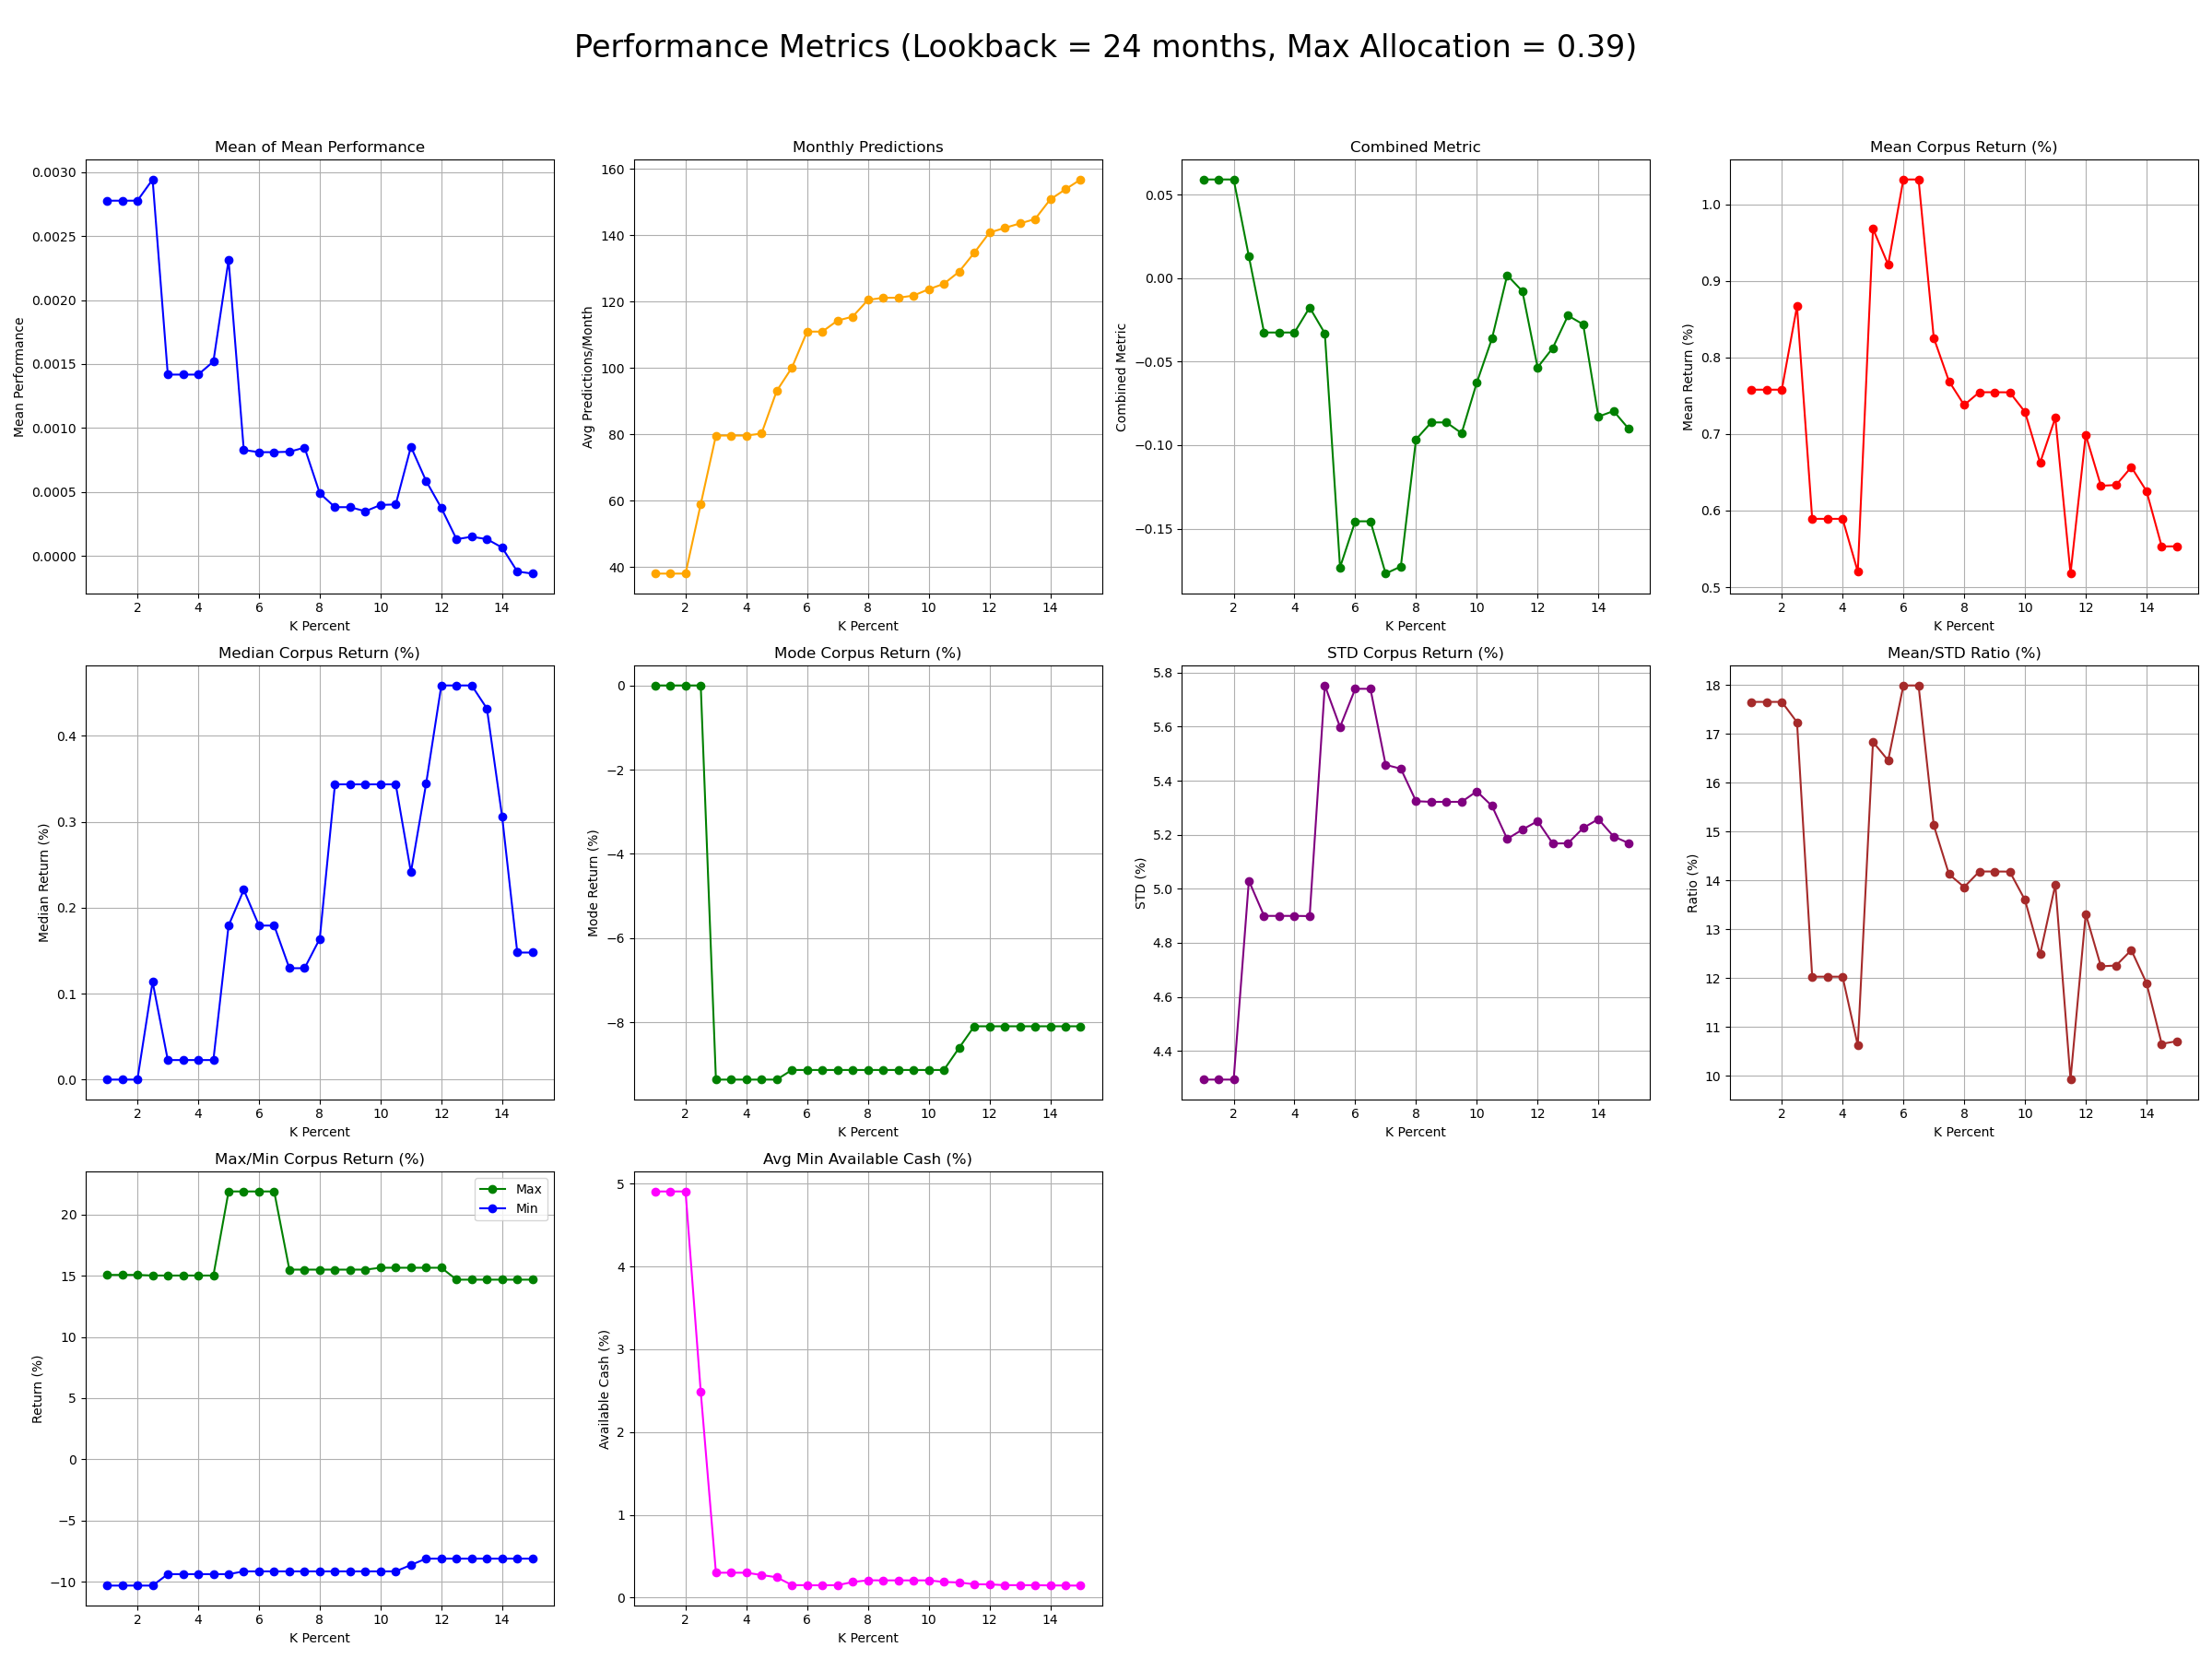 Performance Metrics (Lookback = 24 months, Max Allocation = 0.39)
Mean of Mean Performance
Mean Performance
0.0030
0.0025
0.0020
0.0015
0.0010
0.0005
0.0000
2 4 6 8 10 12 14
K Percent
Monthly Predictions
Avg Predictions/Month
160
140
120
100
80
60
40
2 4 6 8 10 12 14
K Percent
Combined Metric
Combined Metric
0.05
0.00
−0.05
−0.10
−0.15
2 4 6 8 10 12 14
K Percent
Mean Corpus Return (%)
Mean Return (%)
1.0
0.9
0.8
0.7
0.6
0.5
2 4 6 8 10 12 14
K Percent
Median Corpus Return (%)
Median Return (%)
0.4
0.3
0.2
0.1
0.0
2 4 6 8 10 12 14
K Percent
Mode Corpus Return (%)
Mode Return (%)
0
−2
−4
−6
−8
2 4 6 8 10 12 14
K Percent
STD Corpus Return (%)
STD (%)
5.8
5.6
5.4
5.2
5.0
4.8
4.6
4.4
2 4 6 8 10 12 14
K Percent
Mean/STD Ratio (%)
Ratio (%)
18
17
16
15
14
13
12
11
10
2 4 6 8 10 12 14
K Percent
Max/Min Corpus Return (%)
Return (%)
20
15
10
5
0
−5
−10
Max
Min
2 4 6 8 10 12 14
K Percent
Avg Min Available Cash (%)
Available Cash (%)
5
4
3
2
1
0
2 4 6 8 10 12 14
K Percent